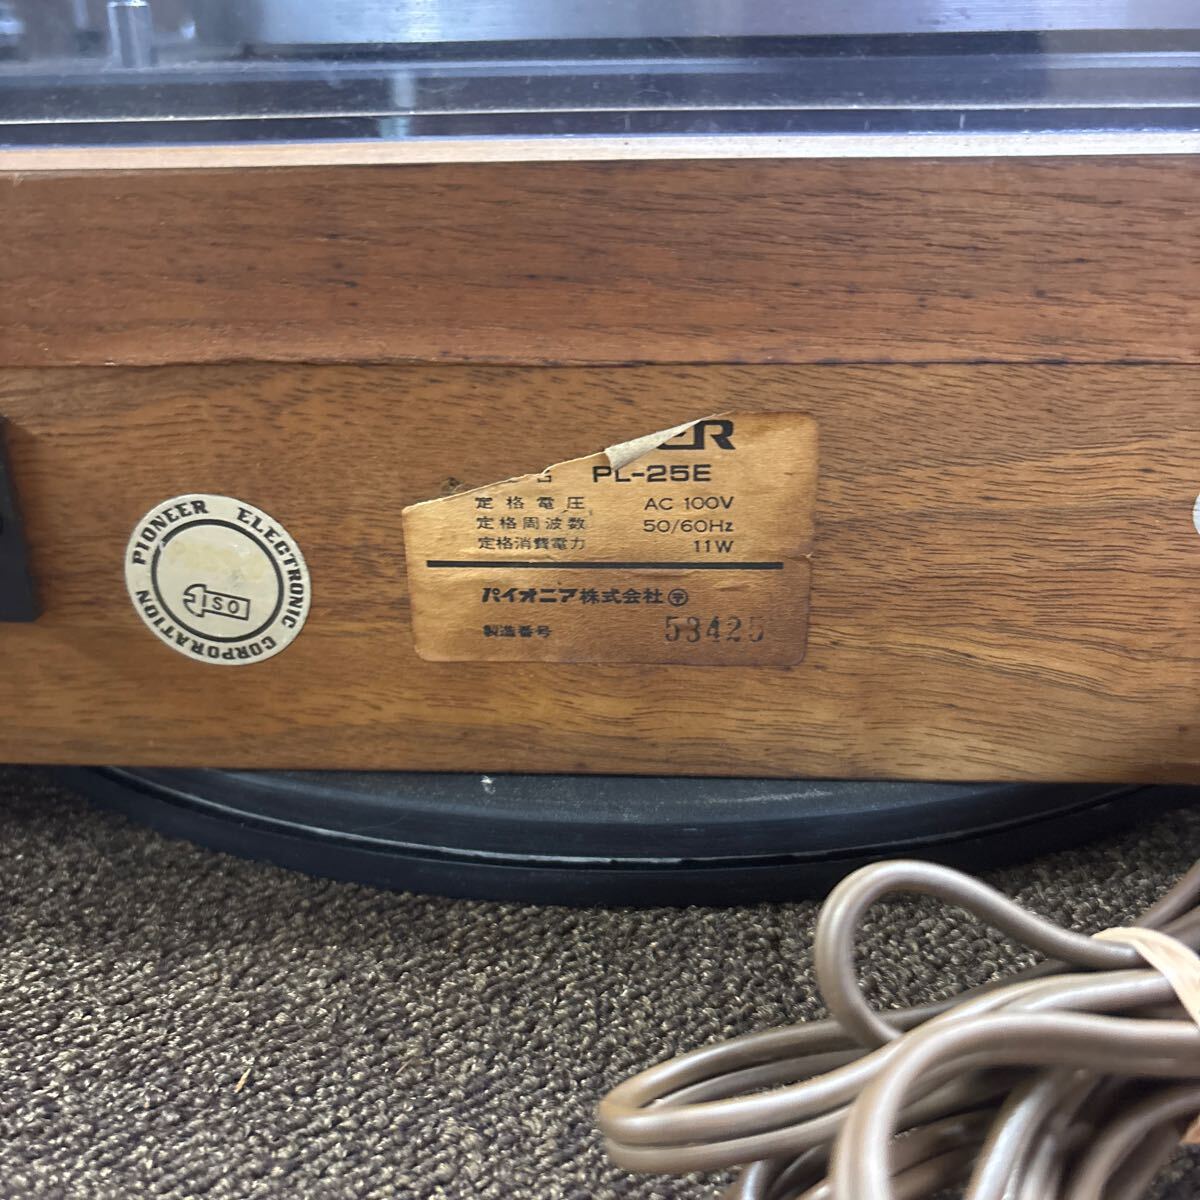 PIONEER ELECTRONIC CORPORATION
ISO
ER
PL-25E
定格電圧 AC 100V
定格周波数 50/60Hz
定格消費電力 11W
パイオニア株式会社〶
製造番号 53425